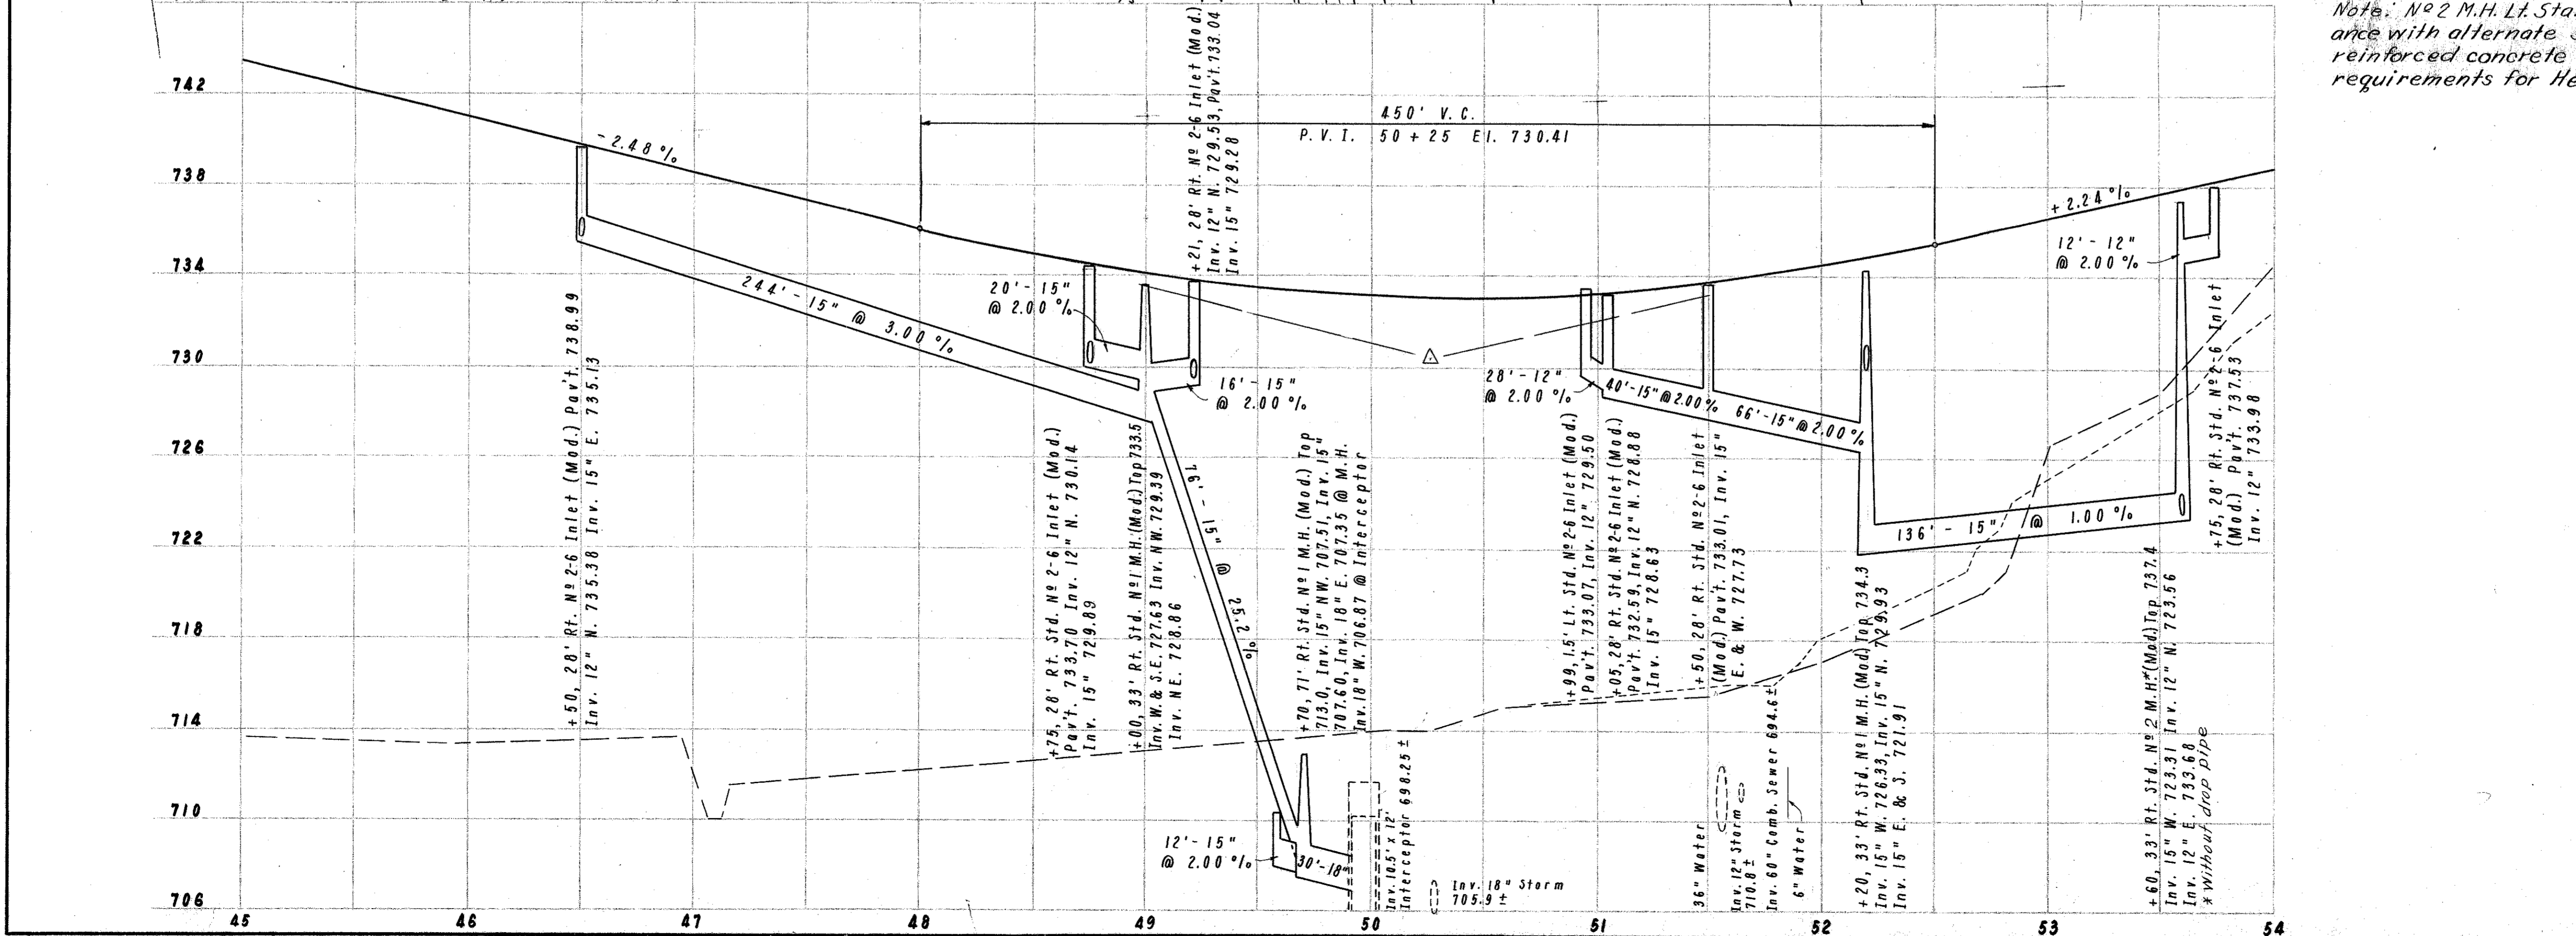 Note: Nº 2 M.H. Lt. Sta.
ance with alternate
reinforced concrete
requirements for He
742
738
734
730
726
722
718
714
710
706
45
46
47
48
49
50
51
52
53
54
- 2.48 %
450' V.C.
P.V.I. 50 + 25 El. 730.41
+ 2.24 %
244' - 15" @ 3.00 %
20' - 15"
@ 2.00 %
16' - 15"
@ 2.00 %
76' - 15" @ 25.2 %
12' - 15"
@ 2.00 %
30' - 18"
28' - 12"
@ 2.00 %
40' - 15" @ 2.00 %
66' - 15" @ 2.00 %
136' - 15" @ 1.00 %
12' - 12"
@ 2.00 %
+50, 28' Rt. Nº 2-6 Inlet (Mod.) Pav't. 738.99
Inv. 12" N. 735.38 Inv. 15" E. 735.13
+75, 28' Rt. Std. Nº 2-6 Inlet (Mod.)
Pav't. 733.70 Inv. 12" N. 730.14
Inv. 15" 729.89
+00, 33' Rt. Std. Nº 1 M.H. (Mod.) Top 733.5
Inv. W. & S.E. 727.63 Inv. NW. 729.39
Inv. NE. 728.86
+21, 28' Rt. Nº 2-6 Inlet (Mod.)
Inv. 12" N. 729.53, Pav't. 733.04
Inv. 15" 729.28
+70, 71' Rt. Std. Nº 1 M.H. (Mod.) Top
713.0, Inv. 15" NW. 707.51, Inv. 15"
707.60, Inv. 18" E. 707.35 @ M.H.
Inv. 18" W. 706.87 @ Interceptor
Inv. 10.5' x 12'
Interceptor 698.25 ±
Inv. 18" Storm
705.9 ±
+99, 1.5' Lt. Std. Nº 2-6 Inlet (Mod.)
Pav't. 733.07, Inv. 12" 729.50
+05, 28' Rt. Std. Nº 2-6 Inlet (Mod.)
Pav't. 732.59, Inv. 12" N. 728.88
Inv. 15" 728.63
+50, 28' Rt. Std. Nº 2-6 Inlet
(Mod.) Pav't. 733.01, Inv. 15"
E. & W. 727.73
36" Water
Inv. 12" Storm
710.8 ±
Inv. 60" Comb. Sewer 694.6 ±
6" Water
+20, 33' Rt. Std. Nº 1 M.H. (Mod.) Top 734.3
Inv. 15" W. 726.33, Inv. 15" N. 729.93
Inv. 15" E. & S. 721.91
+60, 33' Rt. Std. Nº 2 M.H.* (Mod.) Top 737.4
Inv. 15" W. 723.31 Inv. 12" N. 723.56
Inv. 12" E. 733.68
* Without drop pipe
+75, 28' Rt. Std. Nº 2-6 Inlet
(Mod.) Pav't. 737.53
Inv. 12" 733.98